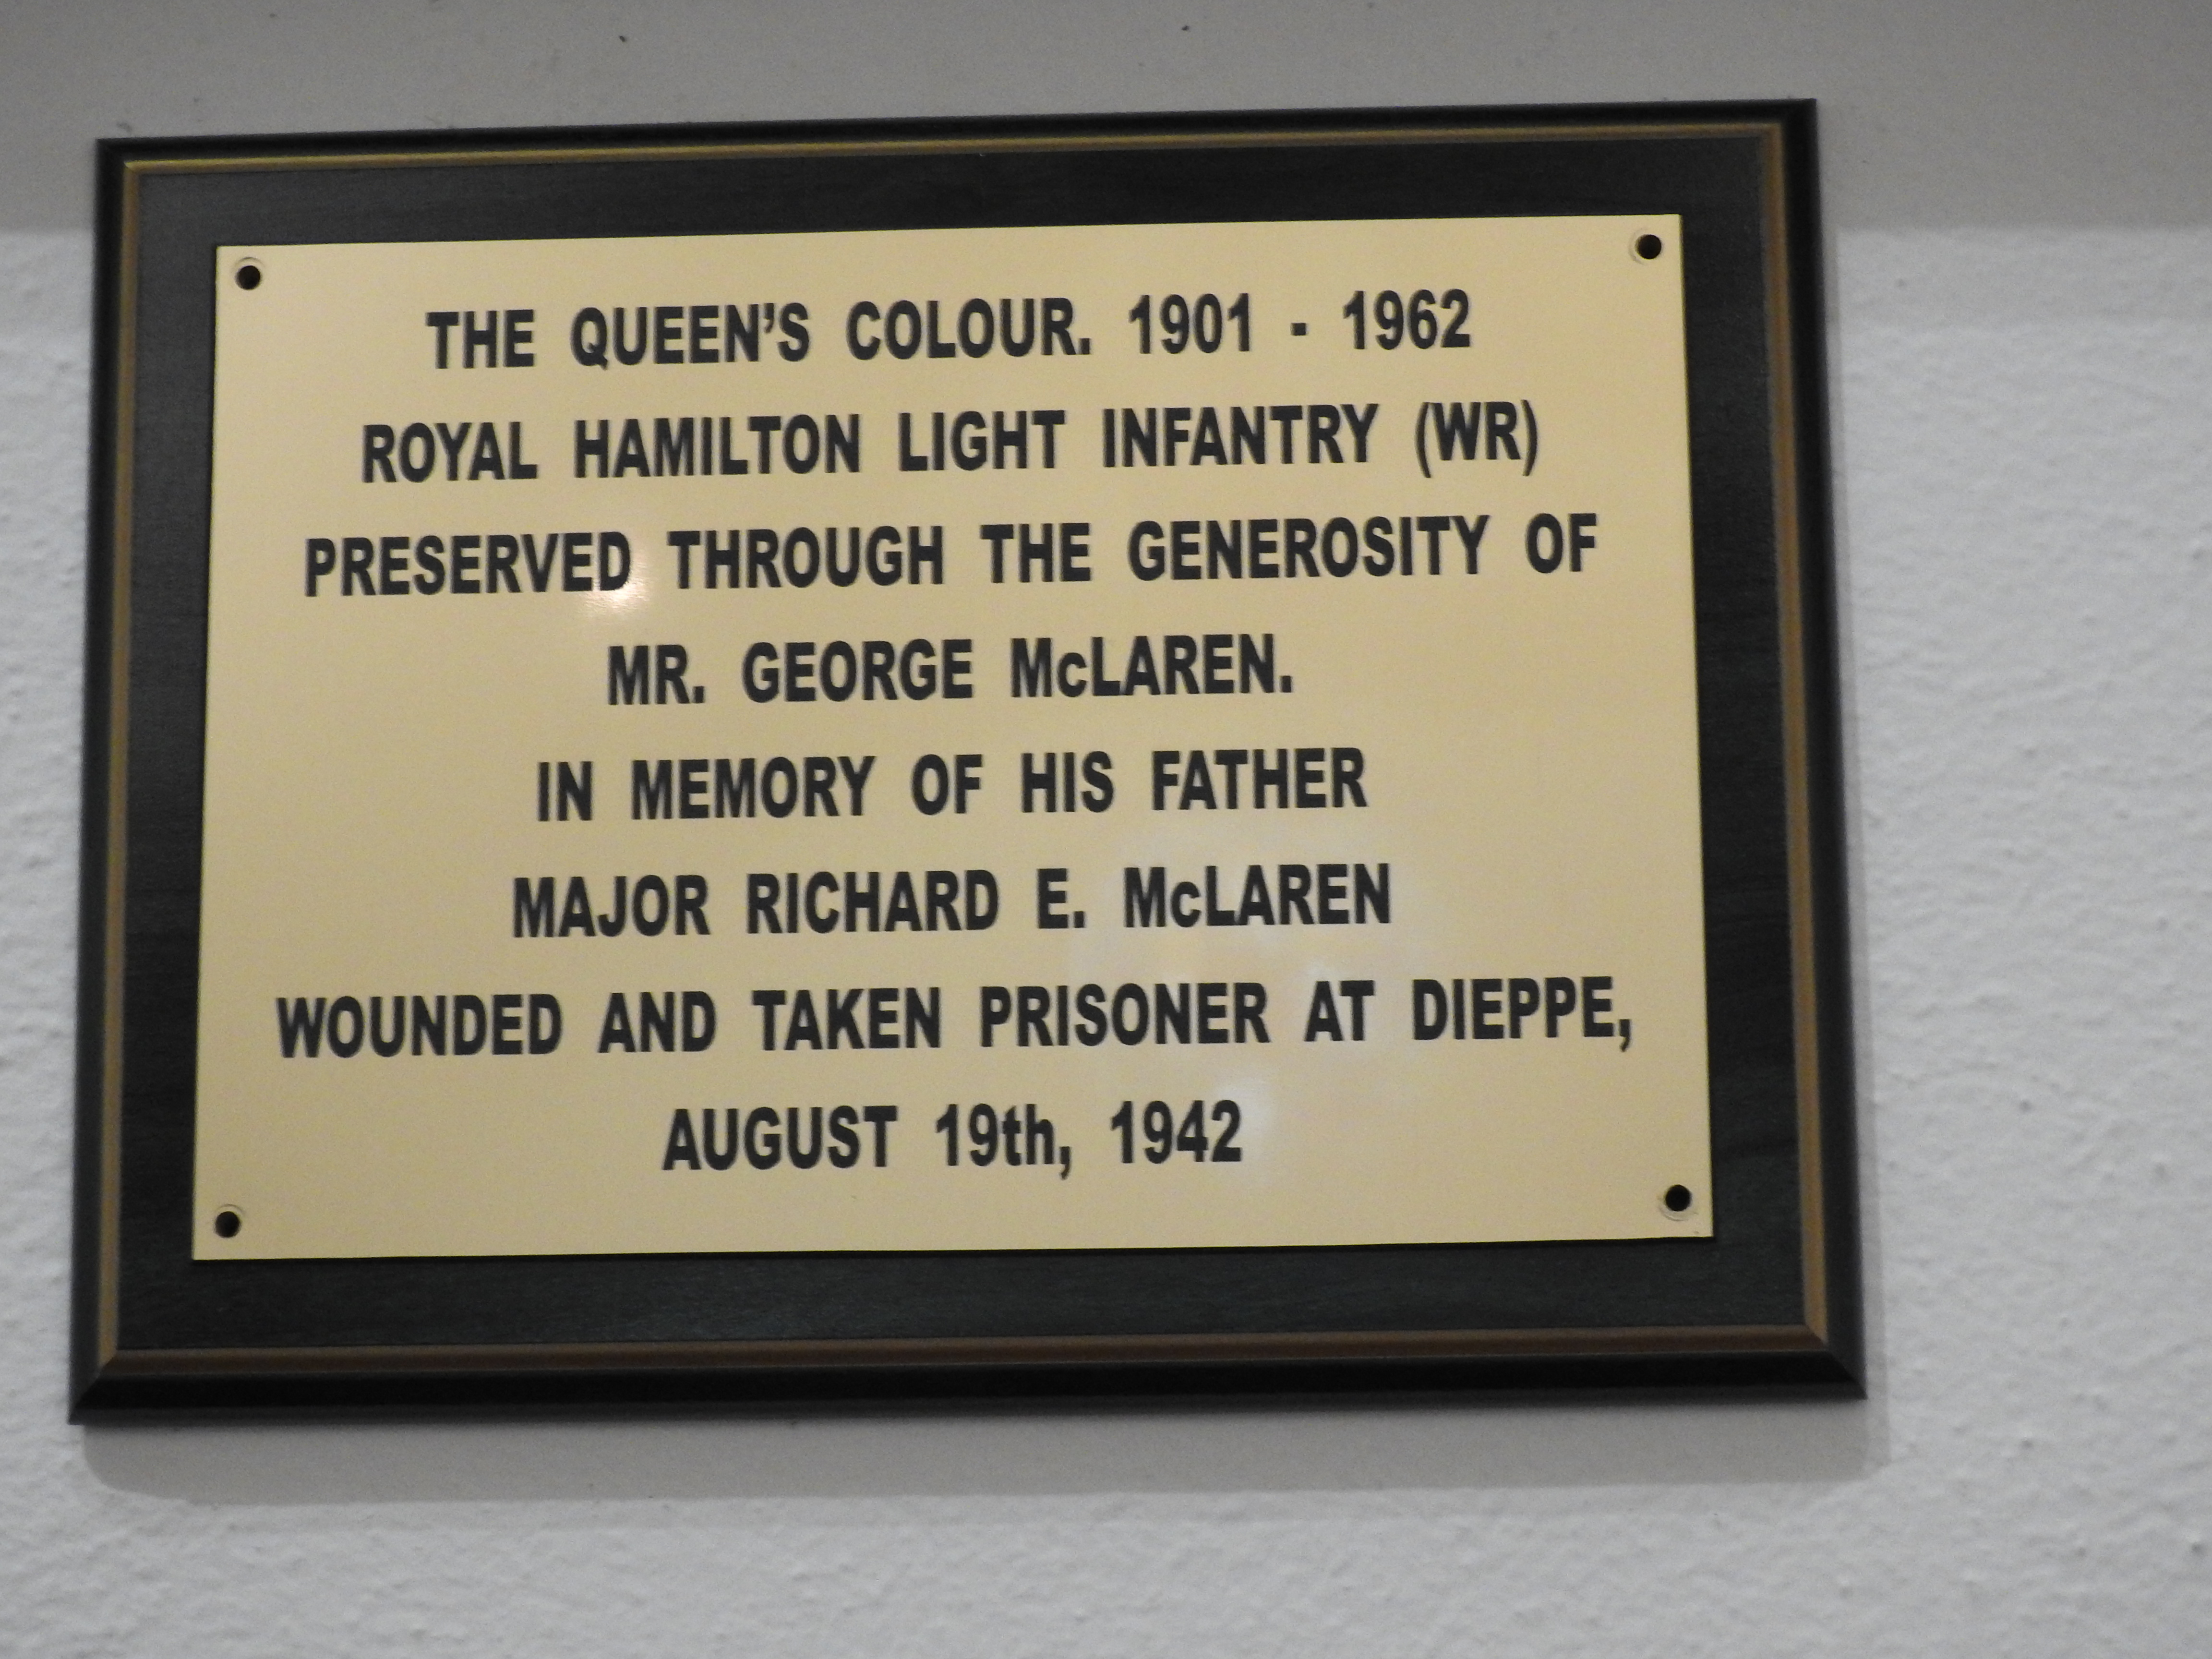 THE QUEEN'S COLOUR. 1901 - 1962
ROYAL HAMILTON LIGHT INFANTRY (WR)
PRESERVED THROUGH THE GENEROSITY OF
MR. GEORGE McLAREN.
IN MEMORY OF HIS FATHER
MAJOR RICHARD E. McLAREN
WOUNDED AND TAKEN PRISONER AT DIEPPE,
AUGUST 19th, 1942